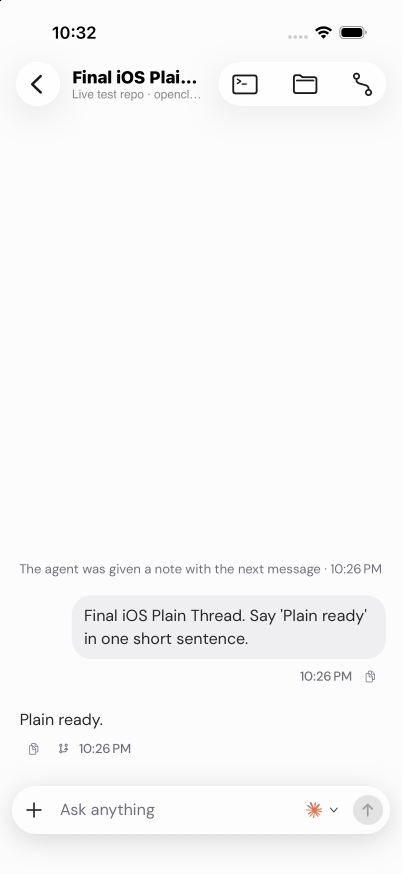 10:32
Final iOS Plai...
Live test repo · opencl...
The agent was given a note with the next message · 10:26 PM
Final iOS Plain Thread. Say 'Plain ready'
in one short sentence.
10:26 PM
Plain ready.
10:26 PM
Ask anything